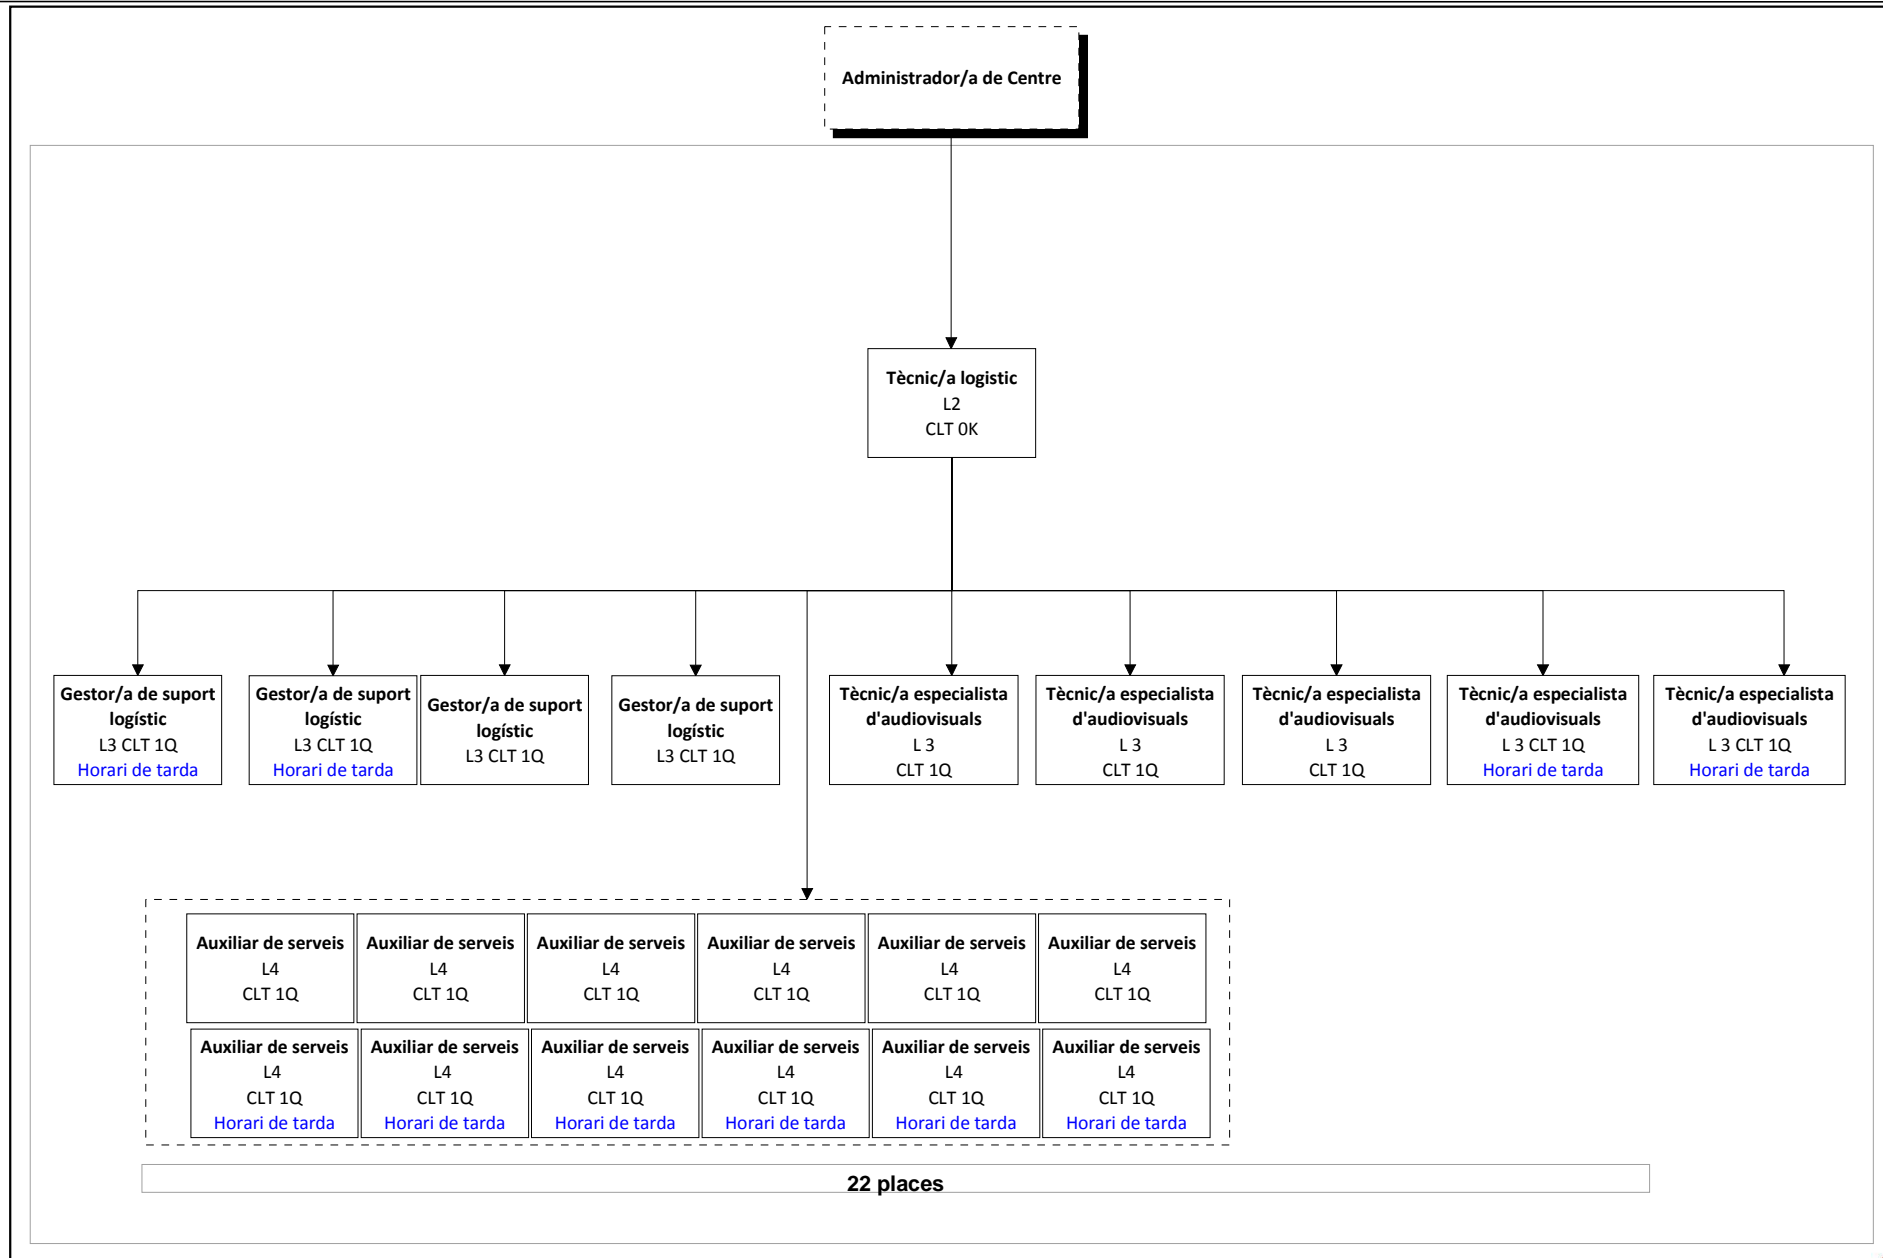 Administrador/a de Centre
Tècnic/a logistic
L2
CLT 0K
Gestor/a de suport
logístic
L3 CLT 1Q
Horari de tarda
Gestor/a de suport
logístic
L3 CLT 1Q
Horari de tarda
Gestor/a de suport
logístic
L3 CLT 1Q
Gestor/a de suport
logístic
L3 CLT 1Q
Tècnic/a especialista
d'audiovisuals
L 3
CLT 1Q
Tècnic/a especialista
d'audiovisuals
L 3
CLT 1Q
Tècnic/a especialista
d'audiovisuals
L 3
CLT 1Q
Tècnic/a especialista
d'audiovisuals
L 3 CLT 1Q
Horari de tarda
Tècnic/a especialista
d'audiovisuals
L 3 CLT 1Q
Horari de tarda
Auxiliar de serveis
L4
CLT 1Q
Auxiliar de serveis
L4
CLT 1Q
Auxiliar de serveis
L4
CLT 1Q
Auxiliar de serveis
L4
CLT 1Q
Auxiliar de serveis
L4
CLT 1Q
Auxiliar de serveis
L4
CLT 1Q
Auxiliar de serveis
L4
CLT 1Q
Horari de tarda
Auxiliar de serveis
L4
CLT 1Q
Horari de tarda
Auxiliar de serveis
L4
CLT 1Q
Horari de tarda
Auxiliar de serveis
L4
CLT 1Q
Horari de tarda
Auxiliar de serveis
L4
CLT 1Q
Horari de tarda
Auxiliar de serveis
L4
CLT 1Q
Horari de tarda
22 places